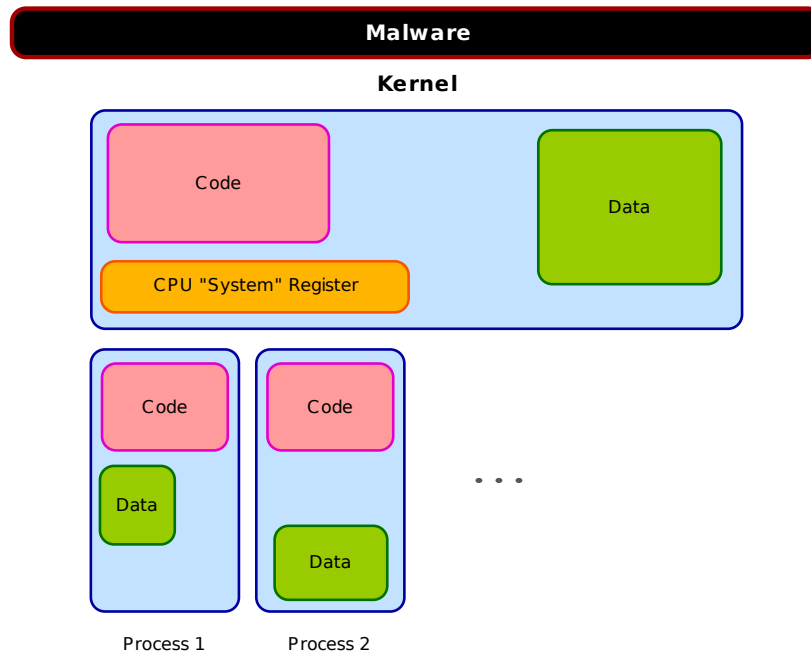 Malware
Kernel
Code
Data
CPU "System" Register
Code
Code
Data
Data
Process 1
Process 2